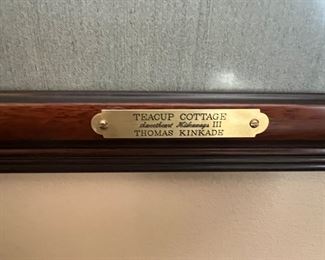 TEACUP COTTAGE
Sweetheart Hideaways III
THOMAS KINKADE